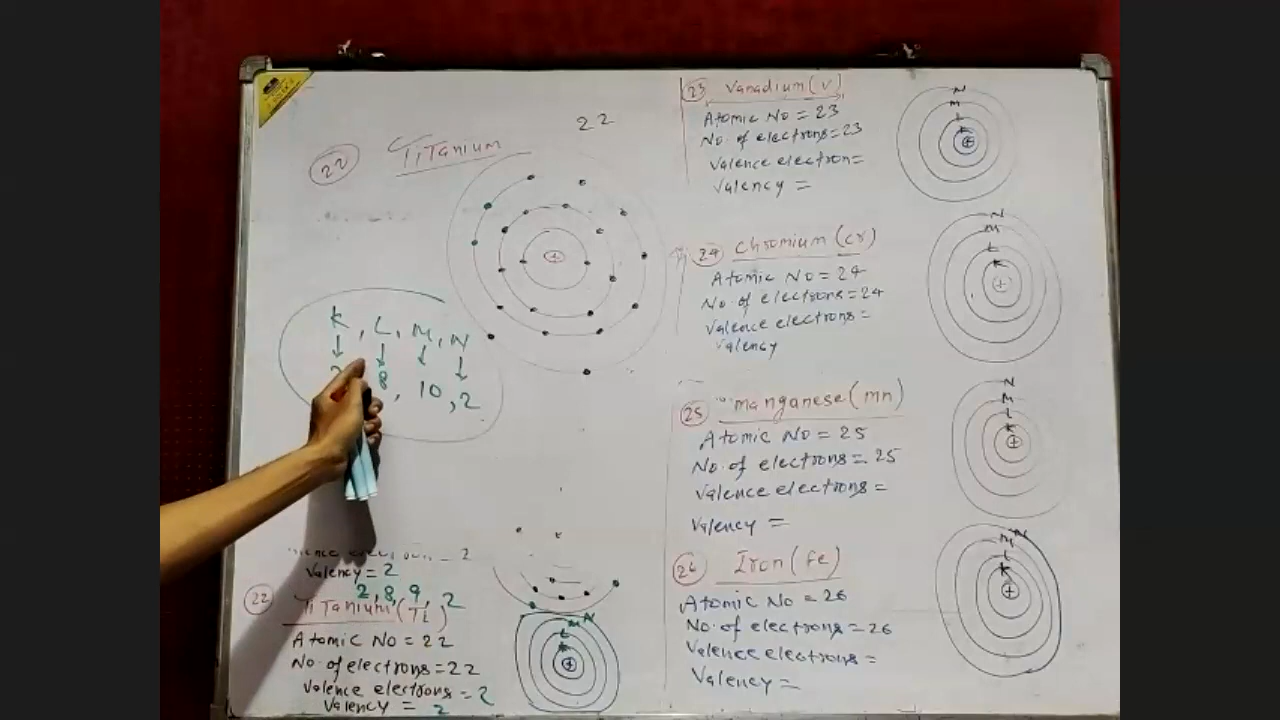 22
Titanium
22
K, L, M, N
8, 10, 2
Valency = 2
2, 8, 9, 2
22
Titanium (Ti)
Atomic No = 22
No. of electrons = 22
Valence electrons = 2
Valency = 2
+
K
L
M N
+
23 Vanadium (V)
Atomic No = 23
No. of electrons = 23
Valence electron =
Valency =
N
M
L
K
+
24 Chromium (cr)
Atomic No = 24
No. of electrons = 24
Valence electrons =
Valency
N
M
L
K
+
25 manganese (mn)
Atomic No = 25
No. of electrons = 25
Valence electrons =
Valency =
N
M
L
K
+
26 Iron (Fe)
Atomic No = 26
No. of electrons = 26
Valence electrons =
Valency =
M N
L
K
+